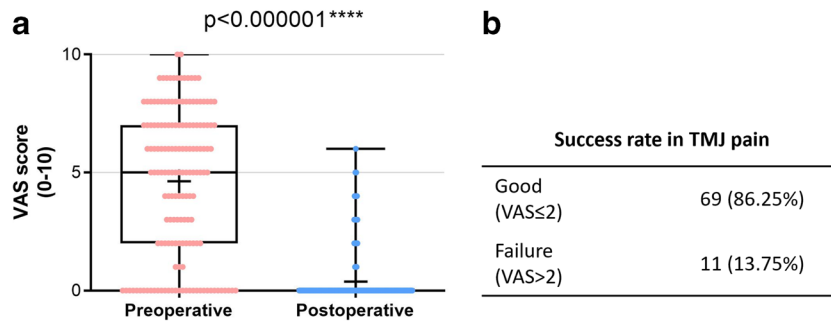 a
p<0.000001****
VAS score
(0-10)
10
5
0
Preoperative
Postoperative
b
Success rate in TMJ pain
Good
(VAS≤2)
69 (86.25%)
Failure
(VAS>2)
11 (13.75%)